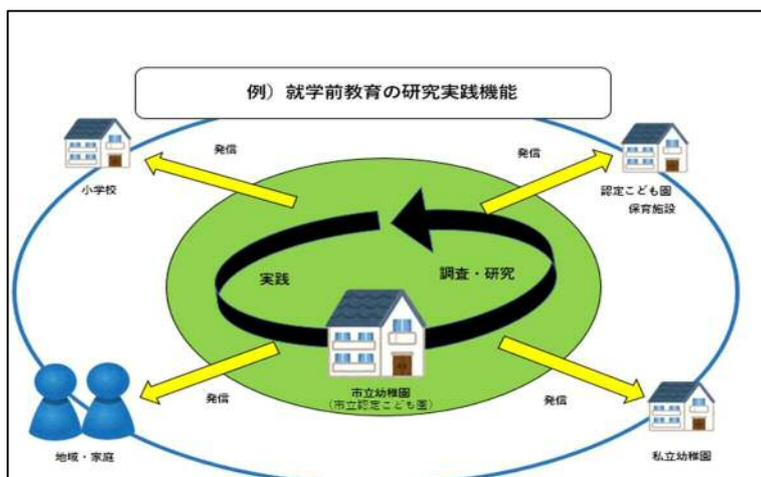 例）就学前教育の研究実践機能
発信
発信
小学校
認定こども園
保育施設
実践
調査・研究
市立幼稚園
（市立認定こども園）
発信
発信
地域・家庭
私立幼稚園